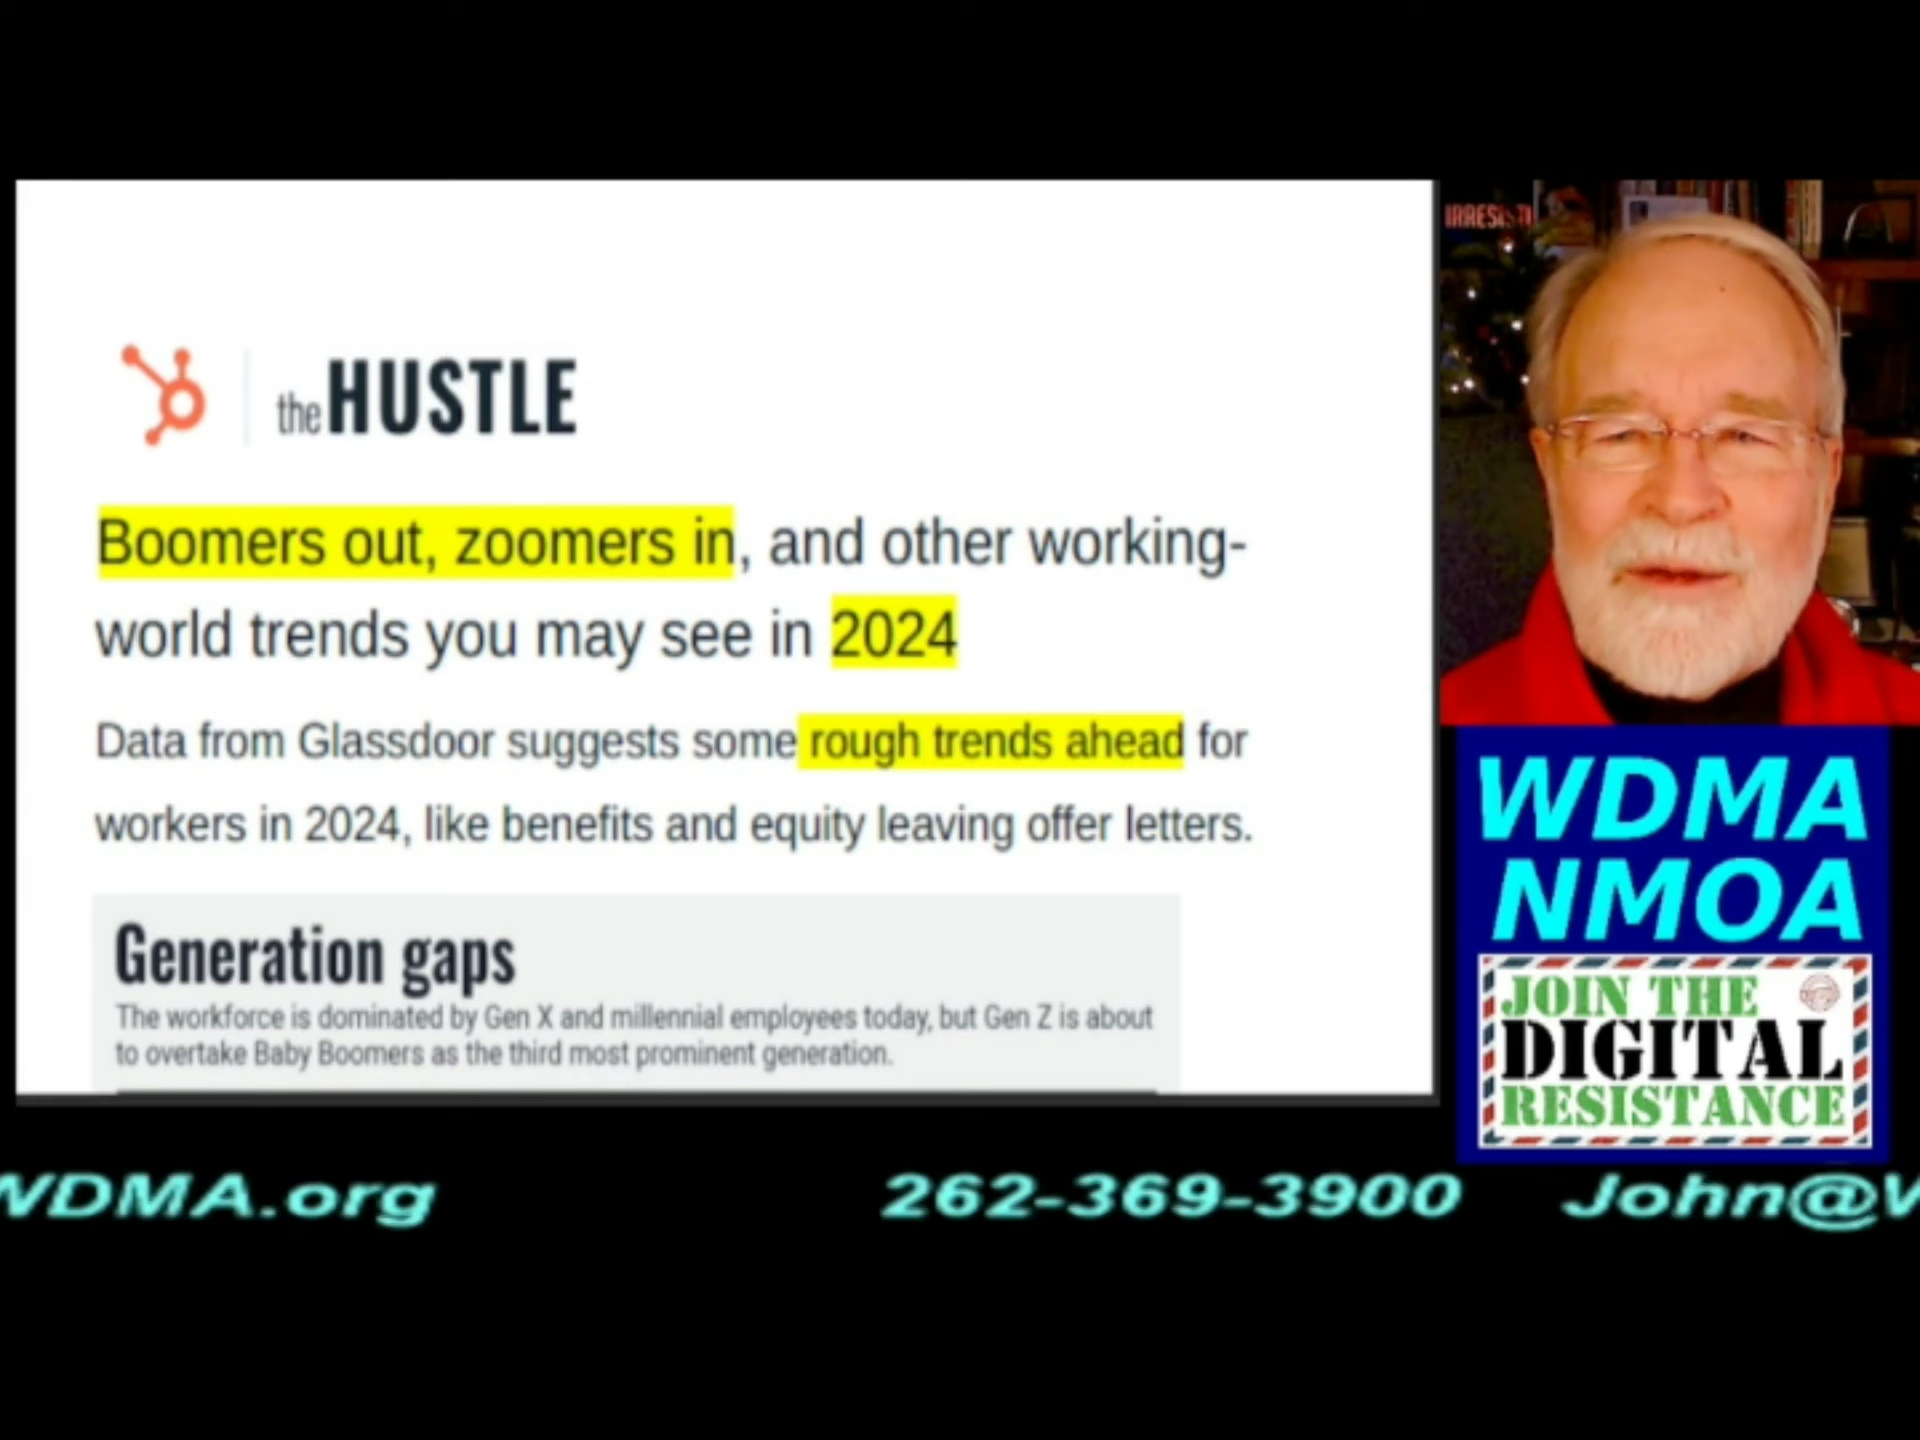 the HUSTLE
Boomers out, zoomers in, and other working-
world trends you may see in 2024
Data from Glassdoor suggests some rough trends ahead for
workers in 2024, like benefits and equity leaving offer letters.
Generation gaps
The workforce is dominated by Gen X and millennial employees today, but Gen Z is about
to overtake Baby Boomers as the third most prominent generation.
IRRESISTI
WDMA
NMOA
JOIN THE
DIGITAL
RESISTANCE
WDMA.org 262-369-3900 John@W